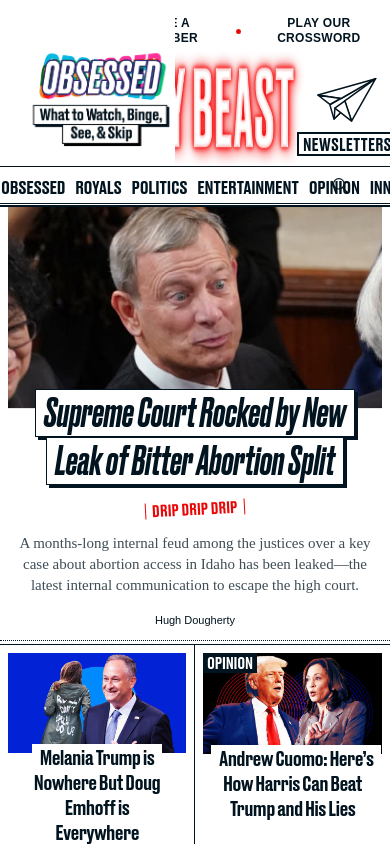 PLAY OUR
CROSSWORD
OBSESSED
What to Watch, Binge,
See, & Skip
BEAST
NEWSLETTERS
OBSESSED ROYALS POLITICS ENTERTAINMENT OPINION INN
Supreme Court Rocked by New
Leak of Bitter Abortion Split
DRIP DRIP DRIP
A months-long internal feud among the justices over a key
case about abortion access in Idaho has been leaked—the
latest internal communication to escape the high court.
Hugh Dougherty
Melania Trump is
Nowhere But Doug
Emhoff is
Everywhere
OPINION
Andrew Cuomo: Here’s
How Harris Can Beat
Trump and His Lies